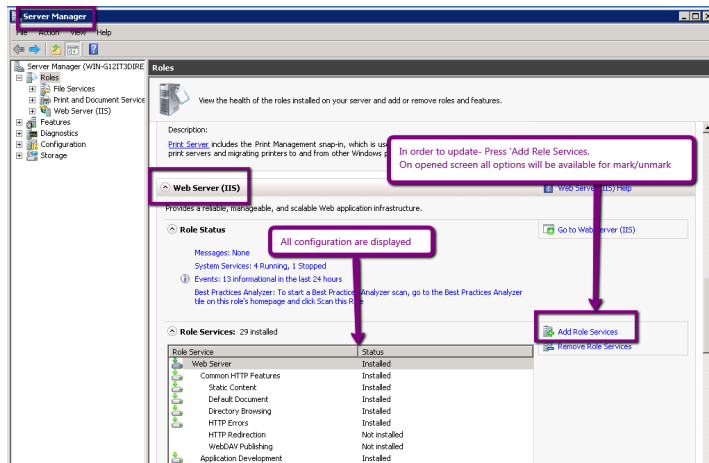 Server Manager
File Action View Help
Server Manager (WIN-G12IT3DIRE
Roles
File Services
Print and Document Service
Web Server (IIS)
Features
Diagnostics
Configuration
Storage
Roles
View the health of the roles installed on your server and add or remove roles and features.
Description:
Print Server includes the Print Management snap-in, which is
print servers and migrating printers to and from other Windows
In order to update- Press 'Add Rele Services.
On opened screen all options will be available for mark/unmark
Web Server (IIS)
Web Server (IIS) Help
Provides a reliable, manageable, and scalable Web application infrastructure.
Role Status
Go to Web Server (IIS)
All configuration are displayed
Messages: None
System Services: 4 Running, 1 Stopped
Events: 13 informational in the last 24 hours
Best Practices Analyzer: To start a Best Practices Analyzer scan, go to the Best Practices Analyzer
tile on this role's homepage and click Scan this Role
Role Services: 29 installed
Add Role Services
Remove Role Services
Role Service Status
Web Server Installed
Common HTTP Features Installed
Static Content Installed
Default Document Installed
Directory Browsing Installed
HTTP Errors Installed
HTTP Redirection Not installed
WebDAV Publishing Not installed
Application Development Installed